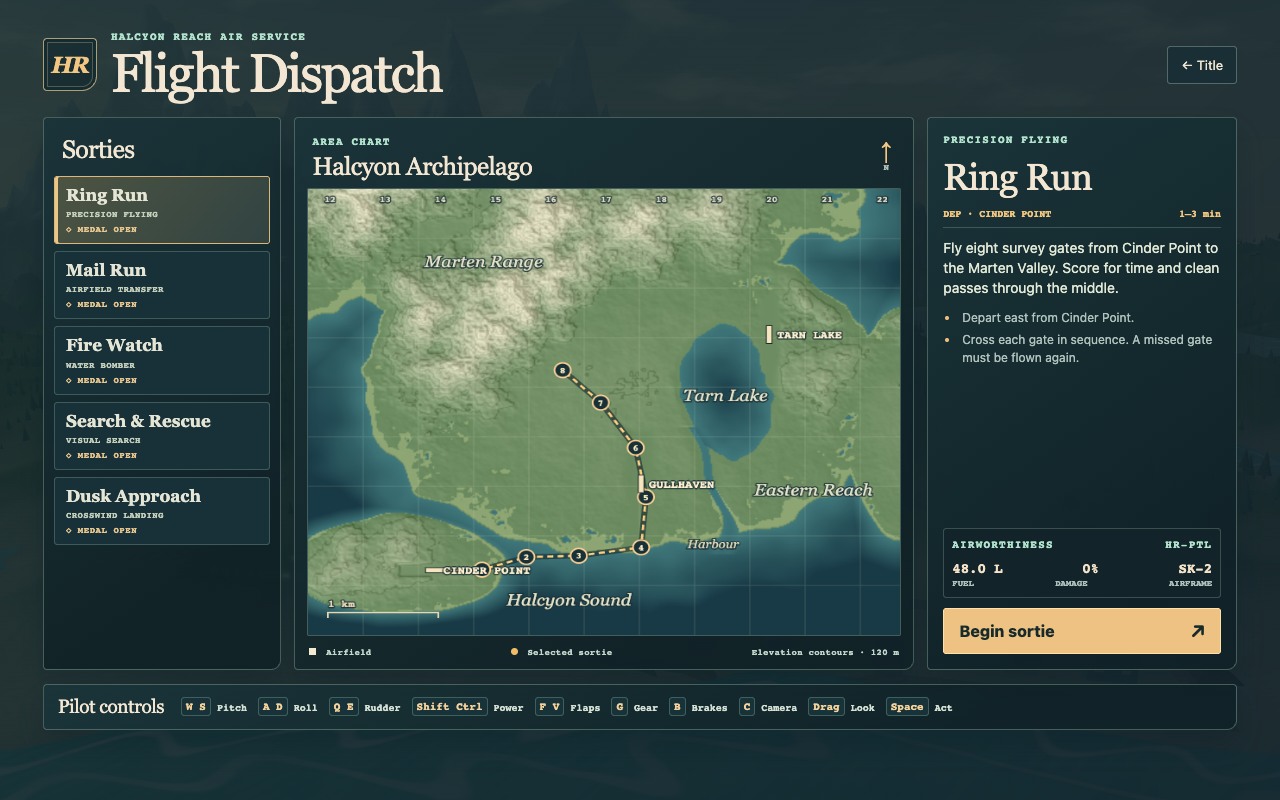 HR
HALCYON REACH AIR SERVICE
Flight Dispatch
← Title
Sorties
Ring Run
PRECISION FLYING
◇ MEDAL OPEN
Mail Run
AIRFIELD TRANSFER
◇ MEDAL OPEN
Fire Watch
WATER BOMBER
◇ MEDAL OPEN
Search & Rescue
VISUAL SEARCH
◇ MEDAL OPEN
Dusk Approach
CROSSWIND LANDING
◇ MEDAL OPEN
AREA CHART
Halcyon Archipelago
N
12 13 14 15 16 17 18 19 20 21 22
Marten Range
TARN LAKE
8
7
Tarn Lake
6
GULLHAVEN
5
Eastern Reach
4
Harbour
3
2
CINDER POINT
Halcyon Sound
1 km
Airfield
Selected sortie
Elevation contours · 120 m
PRECISION FLYING
Ring Run
DEP · CINDER POINT 1–3 min
Fly eight survey gates from Cinder Point to
the Marten Valley. Score for time and clean
passes through the middle.
• Depart east from Cinder Point.
• Cross each gate in sequence. A missed gate
must be flown again.
AIRWORTHINESS HR-PTL
48.0 L 0% SK-2
FUEL DAMAGE AIRFRAME
Begin sortie
Pilot controls W S Pitch A D Roll Q E Rudder Shift Ctrl Power F V Flaps G Gear B Brakes C Camera Drag Look Space Act